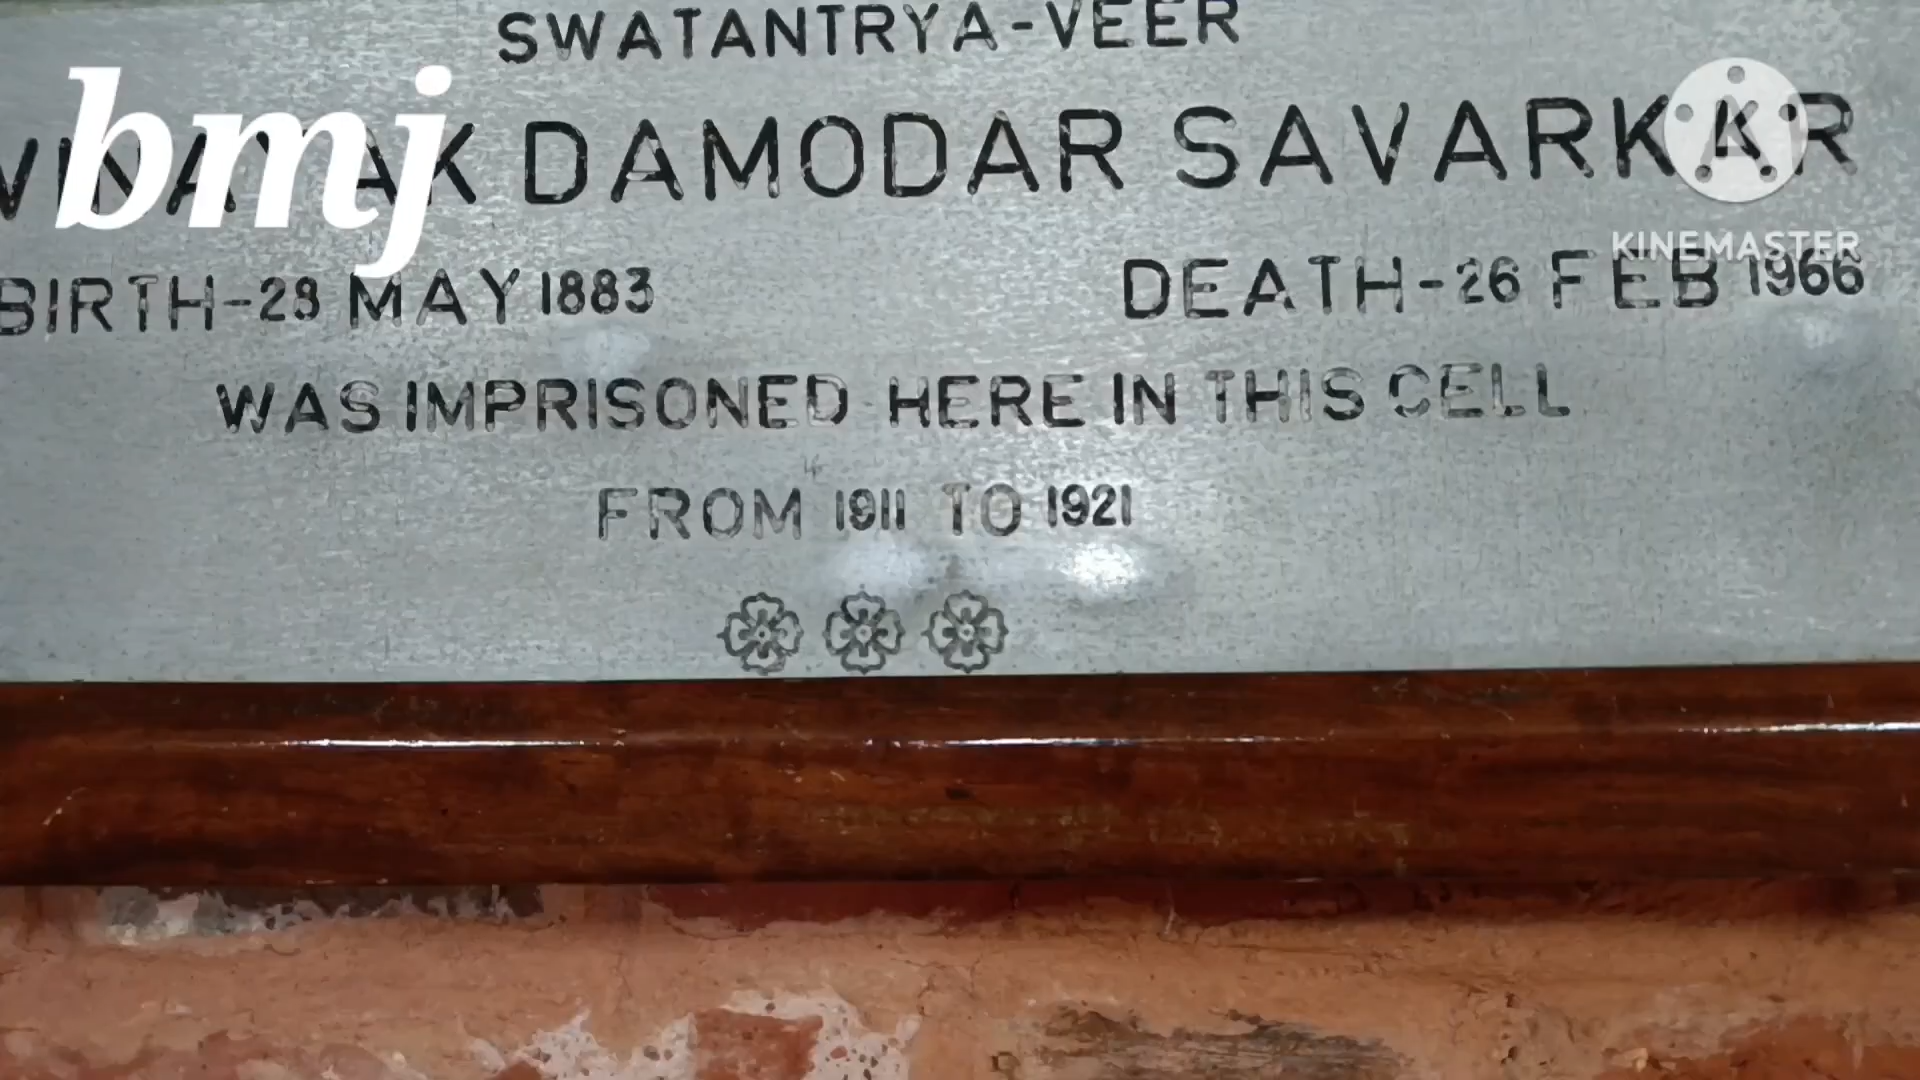 SWATANTRYA-VEER
VINAYAK DAMODAR SAVARKAR
BIRTH-28 MAY 1883 DEATH-26 FEB 1966
WAS IMPRISONED HERE IN THIS CELL
FROM 1911 TO 1921
bmj
KINEMASTER